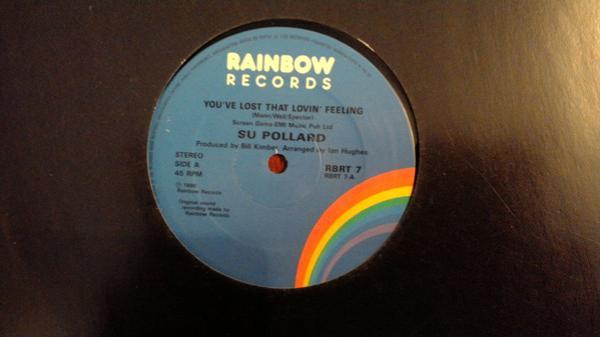 RAINBOW
RECORDS
YOU'VE LOST THAT LOVIN' FEELING
(Mann/Weil/Spector)
Screen Gems-EMI Music Pub Ltd
SU POLLARD
Produced by Bill Kimber, Arranged by Ian Hughes
STEREO
SIDE A
45 RPM
RBRT 7
RBRT 7-A
Rainbow Records
Original sound
recording made by
Rainbow Records